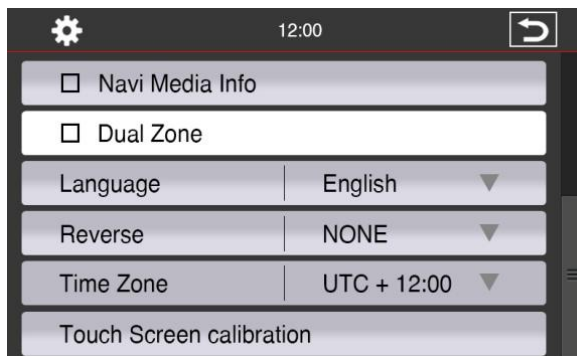 12:00
Navi Media Info
Dual Zone
Language English
Reverse NONE
Time Zone UTC + 12:00
Touch Screen calibration